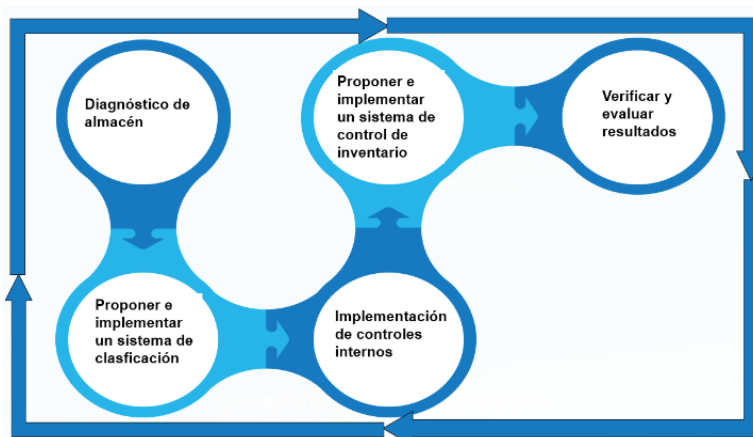 Diagnóstico de
almacén
Proponer e
implementar
un sistema de
clasficación
Implementación
de controles
internos
Proponer e
implementar
un sistema de
control de
inventario
Verificar y
evaluar
resultados